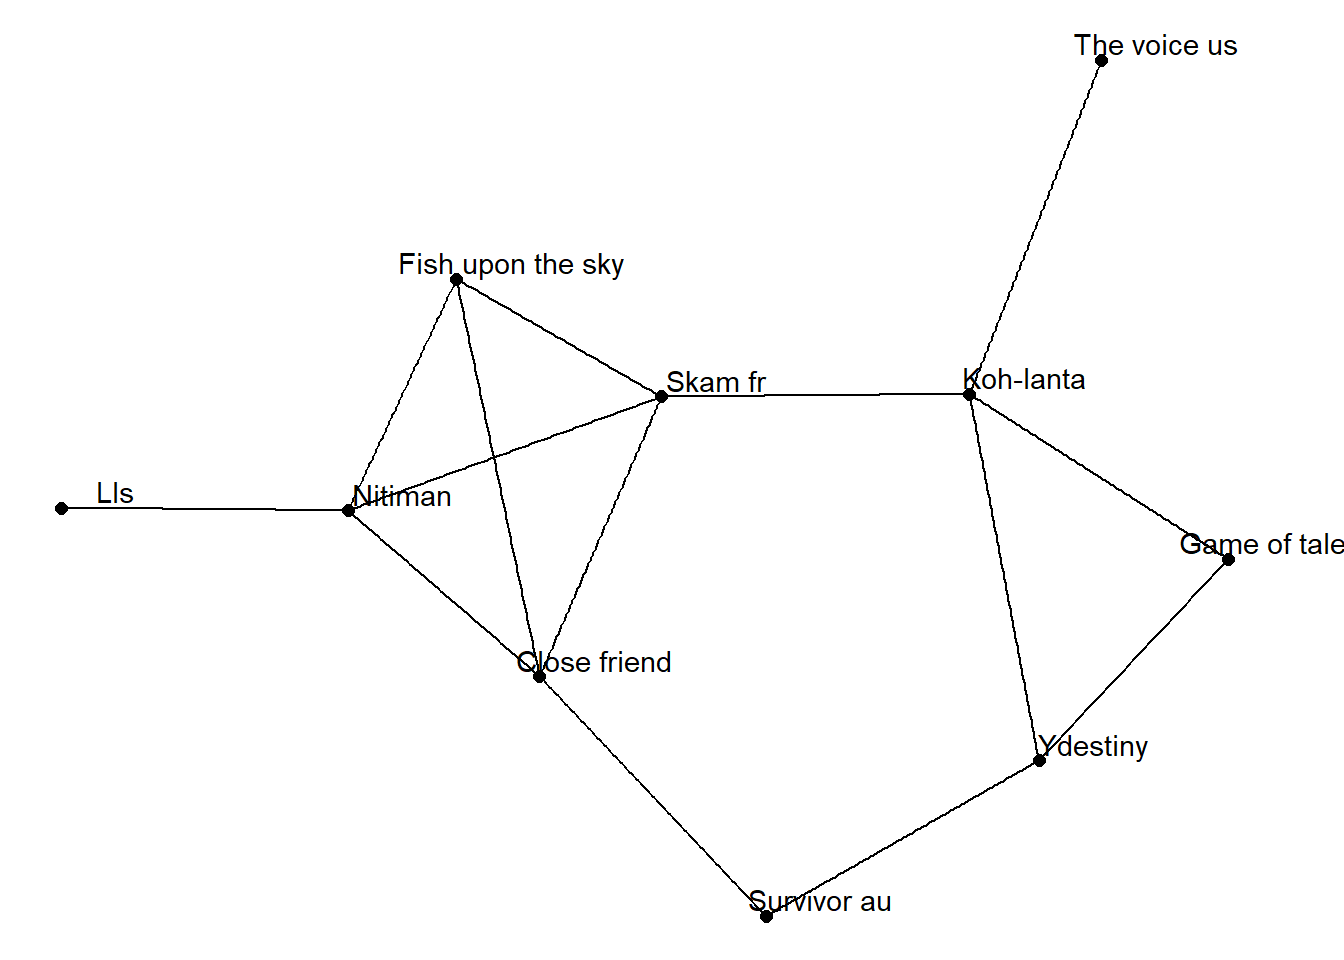 The voice us
Fish upon the sky
Skam fr
Koh-lanta
Lls
Nitiman
Game of tale
Close friend
Ydestiny
Survivor au